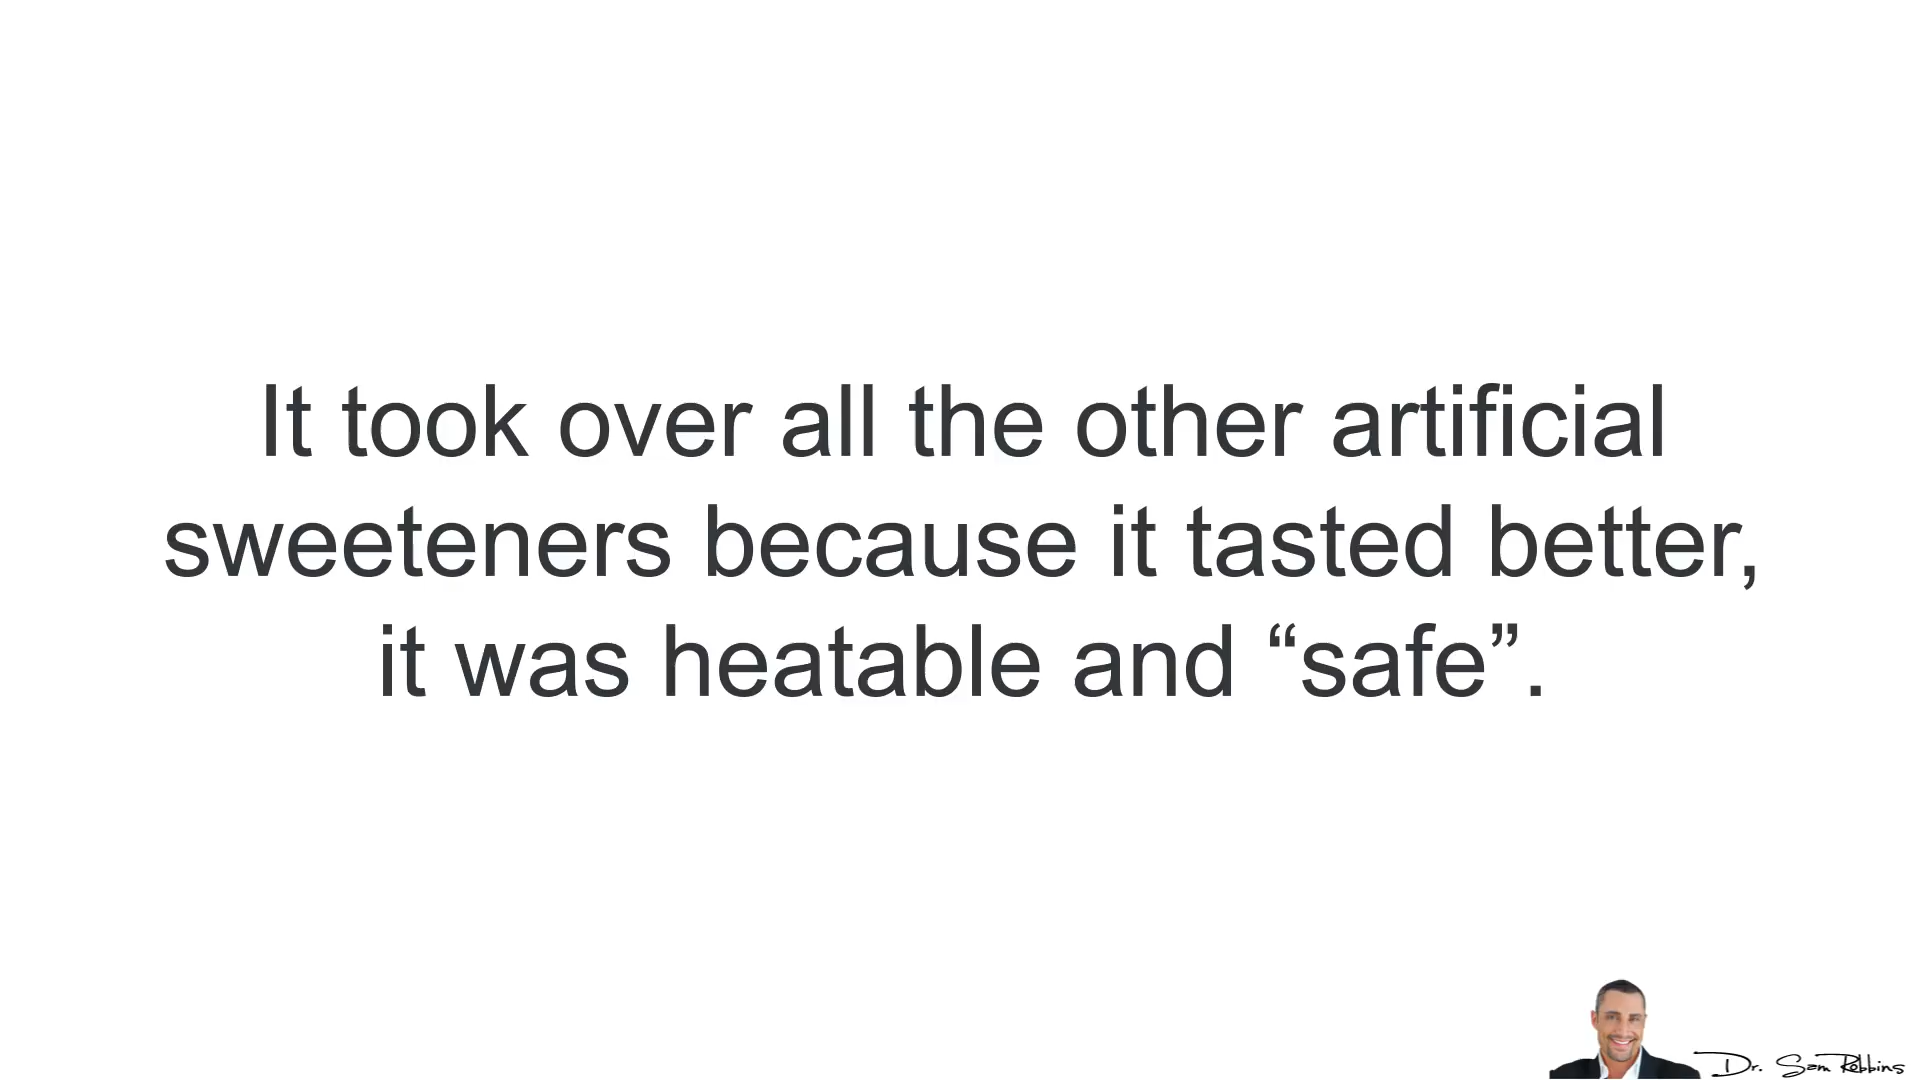 It took over all the other artificial
sweeteners because it tasted better,
it was heatable and “safe”.
Dr. Sam Robbins